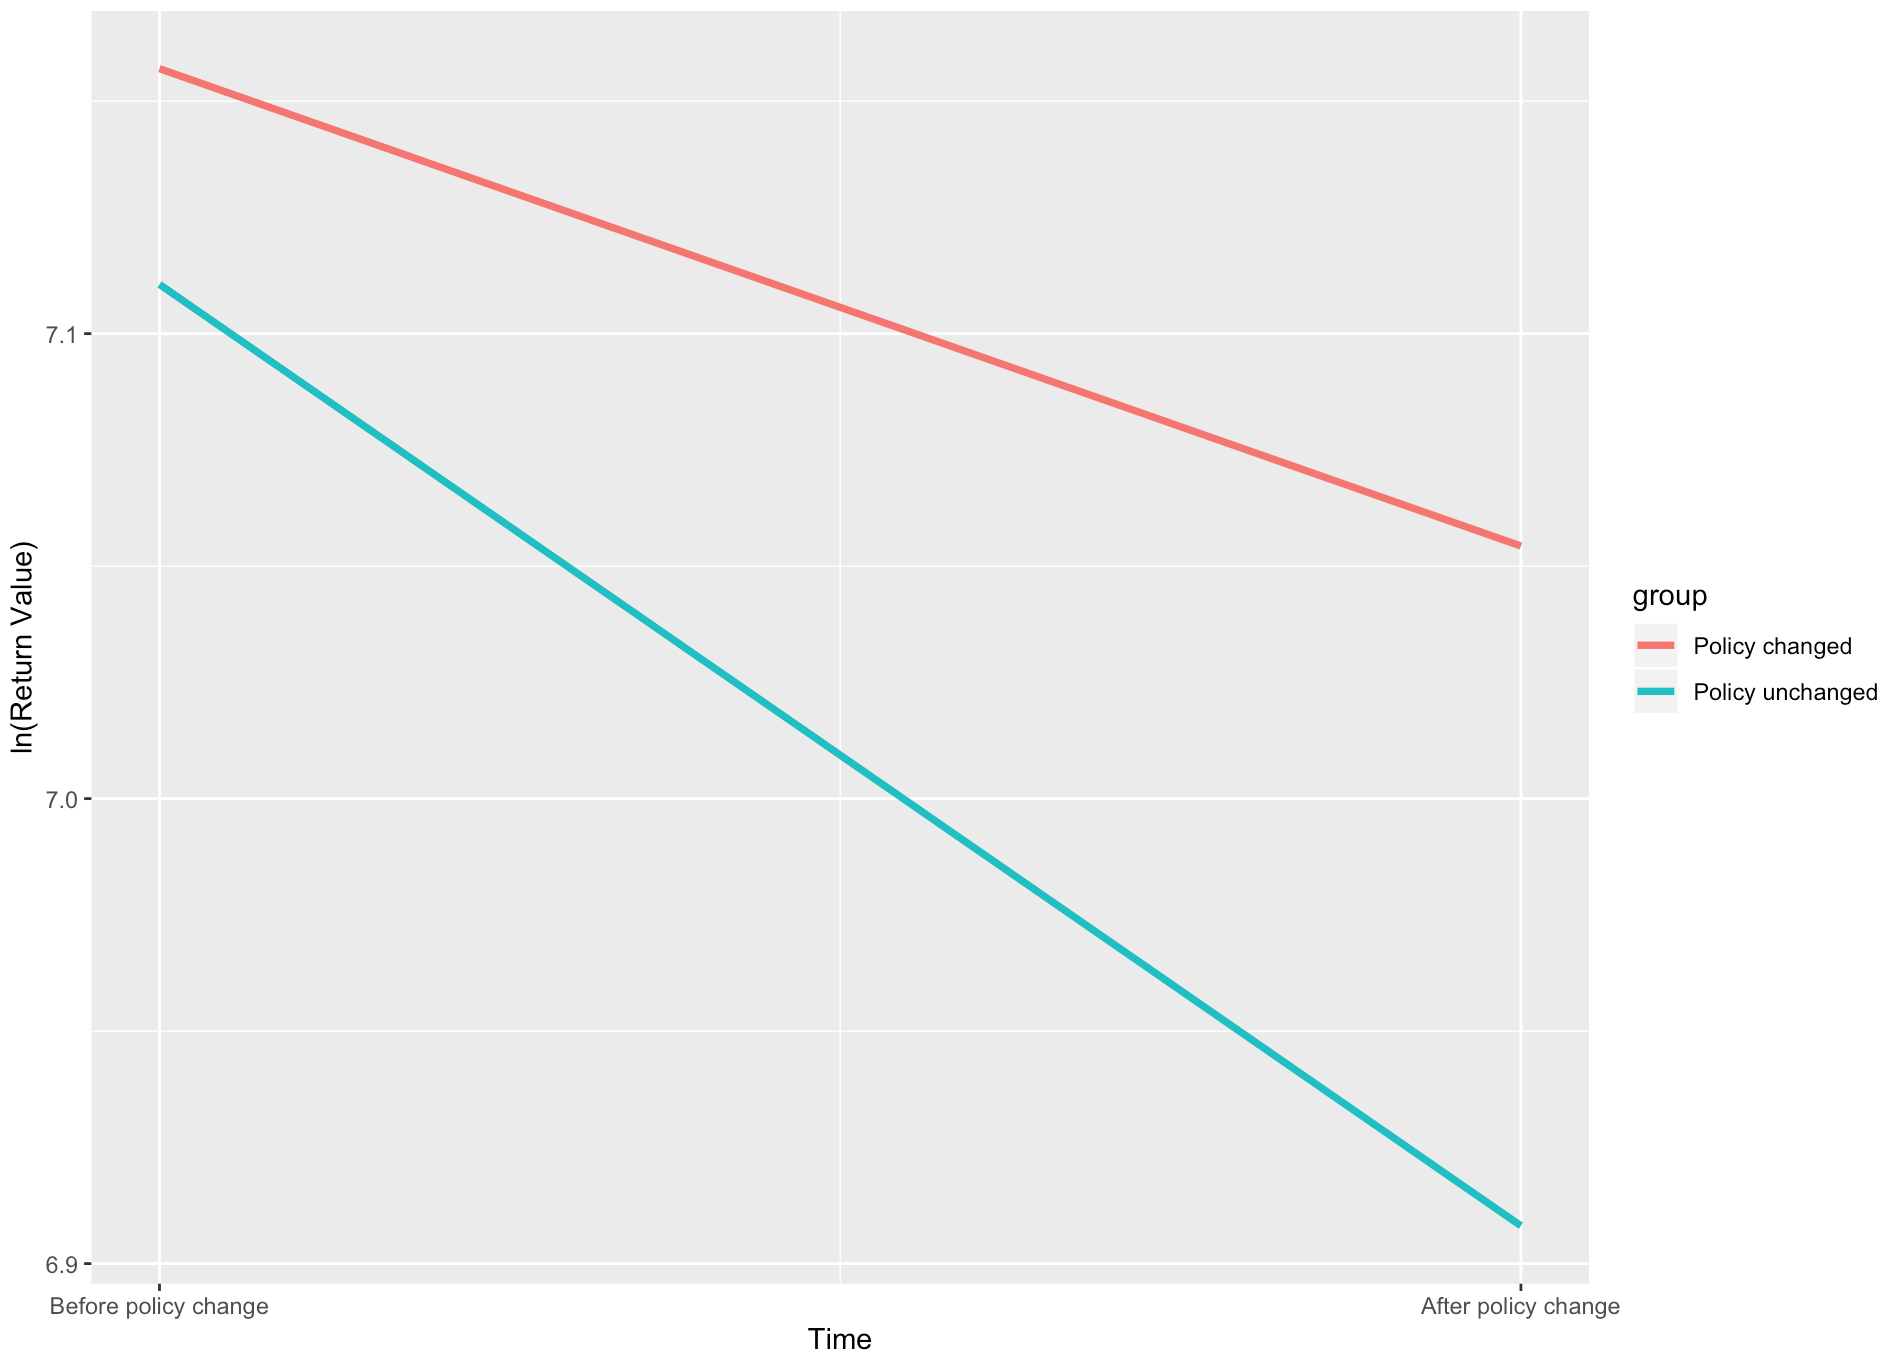 ln(Return Value)
7.1
7.0
6.9
Before policy change
After policy change
Time
group
Policy changed
Policy unchanged